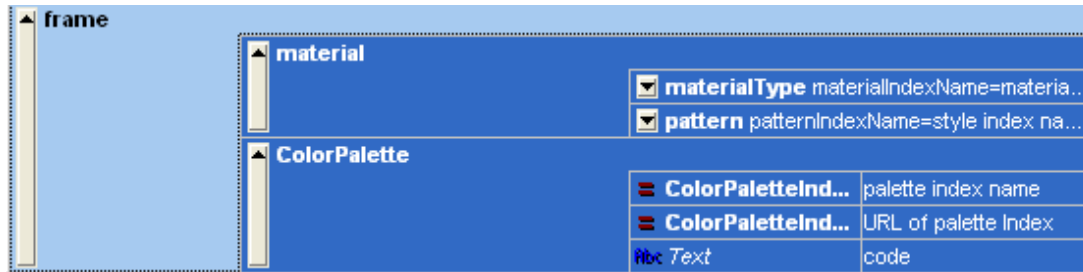 frame
material
materialType materialIndexName=materia...
pattern patternIndexName=style index na...
ColorPalette
ColorPaletteInd... palette index name
ColorPaletteInd... URL of palette Index
Abc Text code